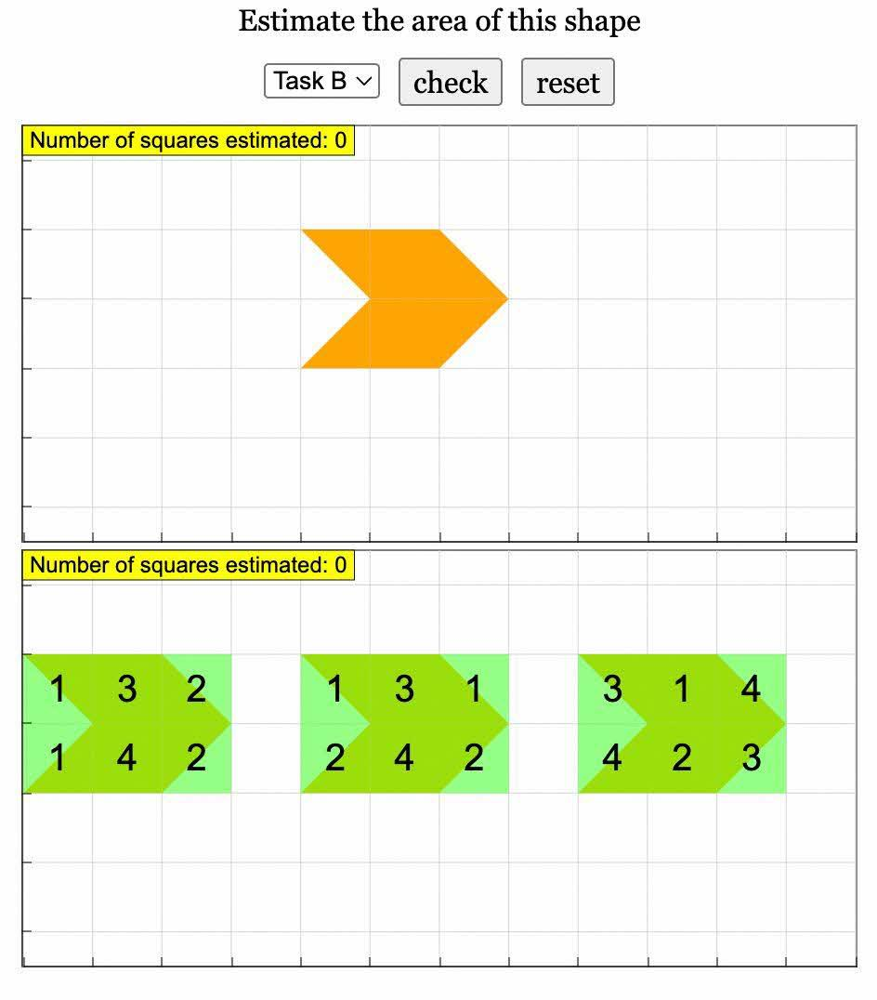 Estimate the area of this shape
Task B check reset
Number of squares estimated: 0
Number of squares estimated: 0
1 3 2 1 3 1 3 1 4
1 4 2 2 4 2 4 2 3